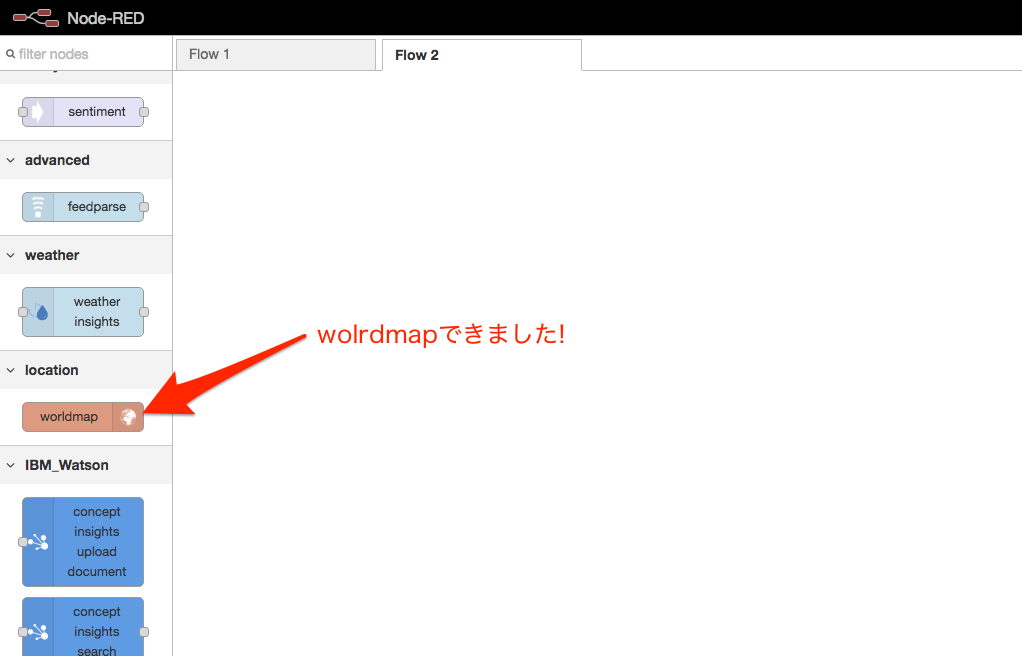 Node-RED
filter nodes
Flow 1
Flow 2
sentiment
advanced
feedparse
weather
weather
insights
wolrdmapできました!
location
worldmap
IBM_Watson
concept
insights
upload
document
concept
insights
search